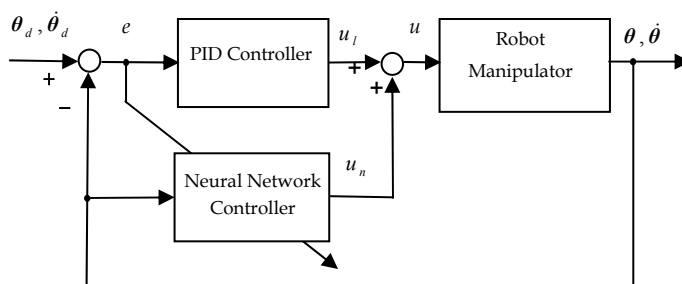 θ_d, θ̇_d
e
PID Controller
u_l
u
Robot
Manipulator
θ, θ̇
+
+
−
+
Neural Network
Controller
u_n